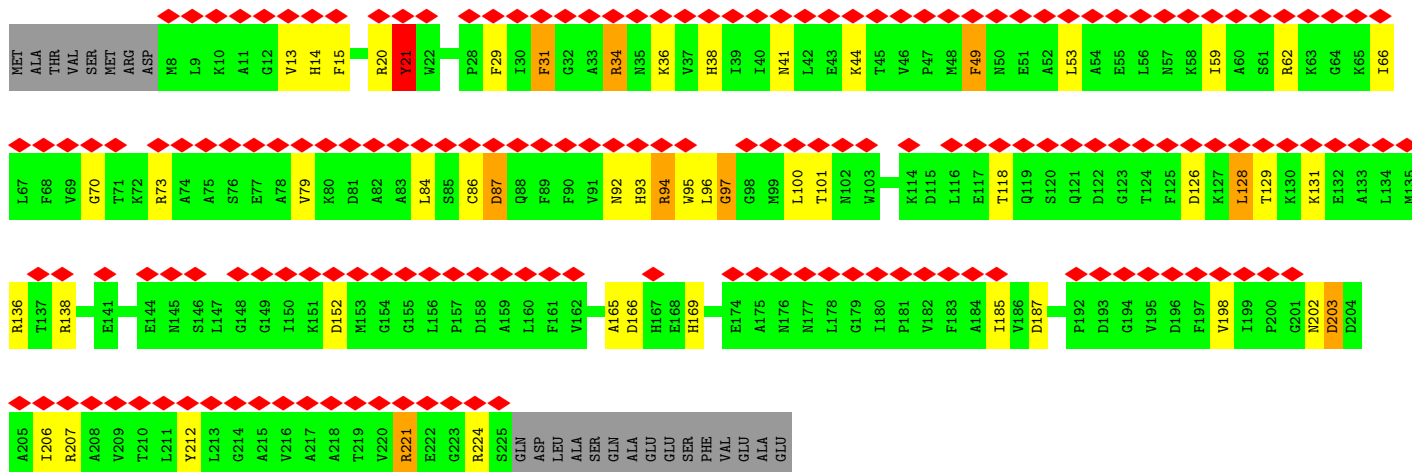 MET ALA THR VAL SER MET ARG ASP M8 L9 K10 A11 G12 V13 H14 F15 R20 Y21 W22 P28 F29 I30 F31 G32 A33 R34 N35 K36 V37 H38 I39 I40 N41 L42 E43 K44 T45 V46 P47 M48 F49 N50 E51 A52 L53 A54 E55 L56 N57 K58 I59 A60 S61 R62 K63 G64 K65 I66
L67 F68 V69 G70 T71 K72 R73 A74 A75 S76 E77 A78 V79 K80 D81 A82 A83 L84 S85 C86 D87 Q88 F89 F90 V91 N92 H93 R94 W95 L96 G97 G98 M99 L100 T101 N102 W103 K114 D115 L116 E117 T118 Q119 S120 Q121 D122 G123 T124 F125 D126 K127 L128 T129 K130 K131 E132 A133 L134 M135
R136 T137 R138 E141 E144 N145 S146 L147 G148 G149 I150 K151 D152 M153 G154 G155 L156 P157 D158 A159 L160 F161 V162 A165 D166 H167 E168 H169 E174 A175 N176 N177 L178 G179 I180 P181 V182 F183 A184 I185 V186 D187 P192 D193 G194 V195 D196 F197 V198 I199 P200 G201 N202 D203 D204
A205 I206 R207 A208 V209 T210 L211 Y212 L213 G214 A215 V216 A217 A218 T219 V220 R221 E222 G223 R224 S225 GLN ASP LEU ALA SER GLN ALA GLU GLU SER PHE VAL GLU ALA GLU